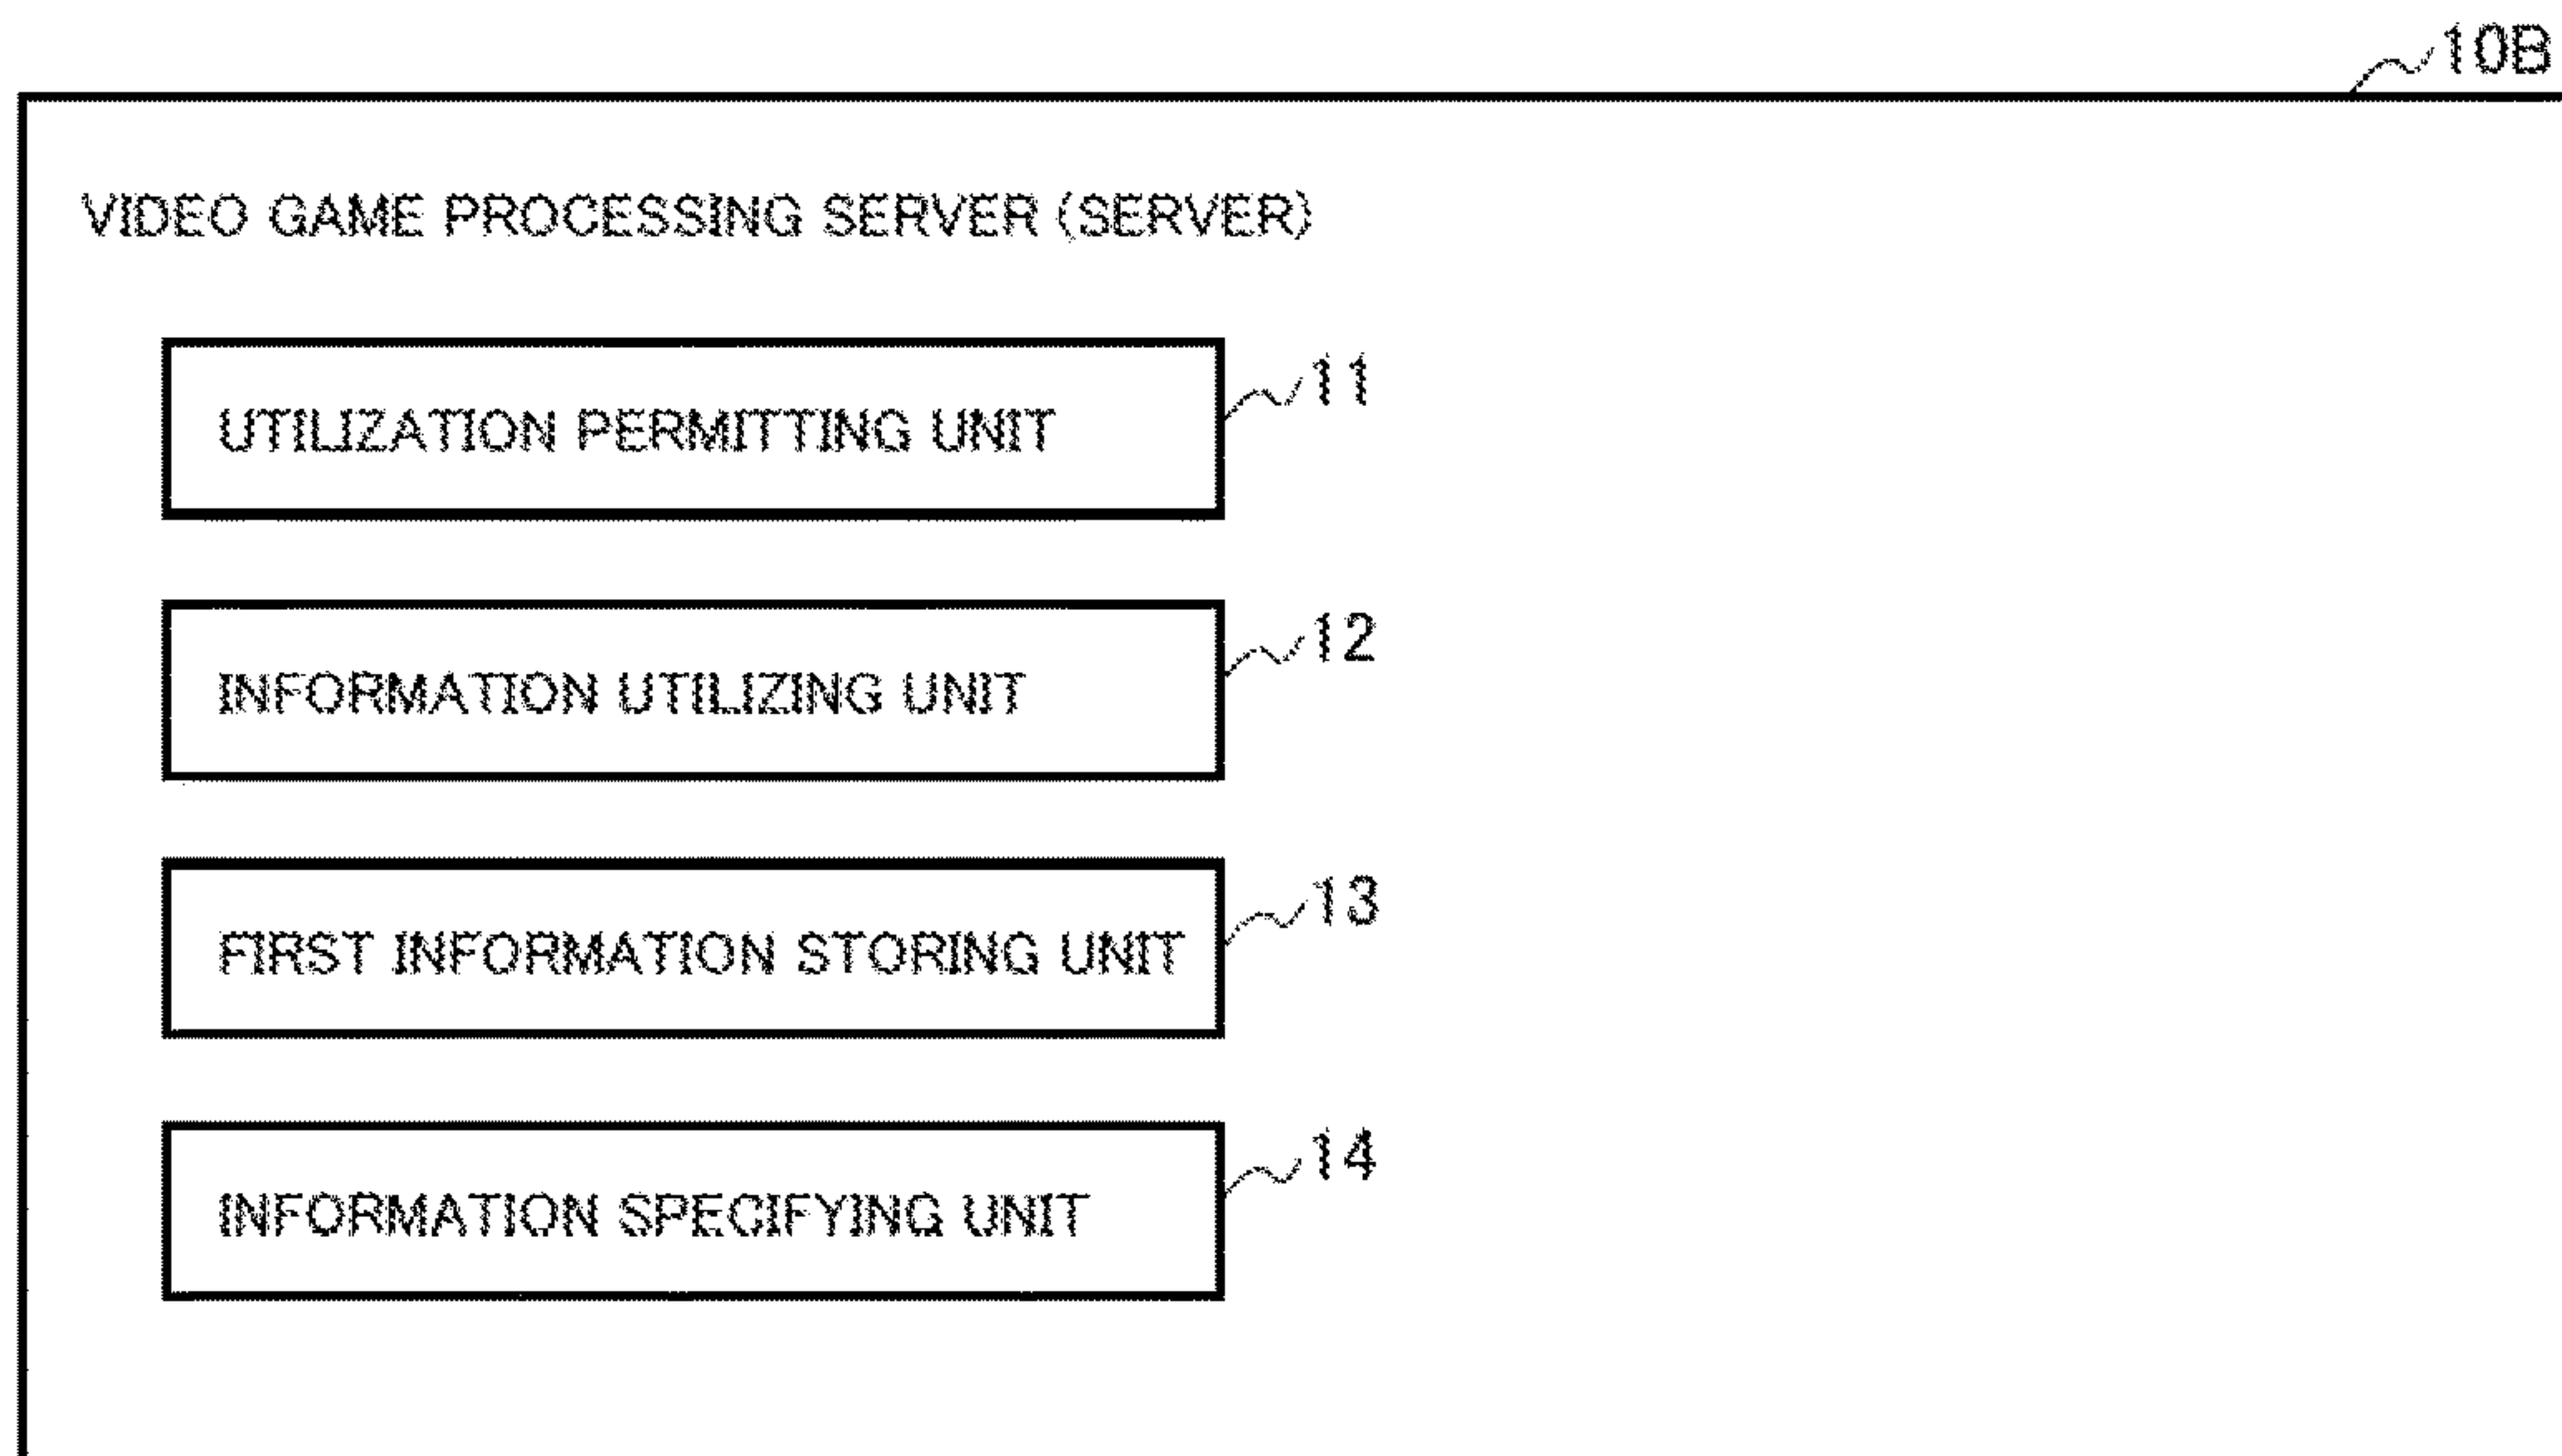 10B
VIDEO GAME PROCESSING SERVER (SERVER)
11
UTILIZATION PERMITTING UNIT
12
INFORMATION UTILIZING UNIT
13
FIRST INFORMATION STORING UNIT
14
INFORMATION SPECIFYING UNIT